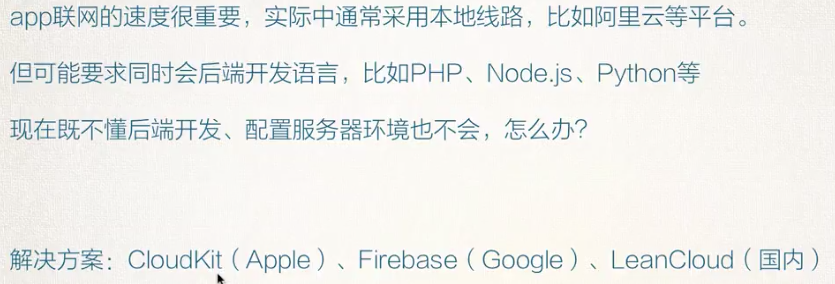 app联网的速度很重要，实际中通常采用本地线路，比如阿里云等平台。
但可能要求同时会后端开发语言，比如PHP、Node.js、Python等
现在既不懂后端开发、配置服务器环境也不会，怎么办？
解决方案：CloudKit（Apple）、Firebase（Google）、LeanCloud（国内）